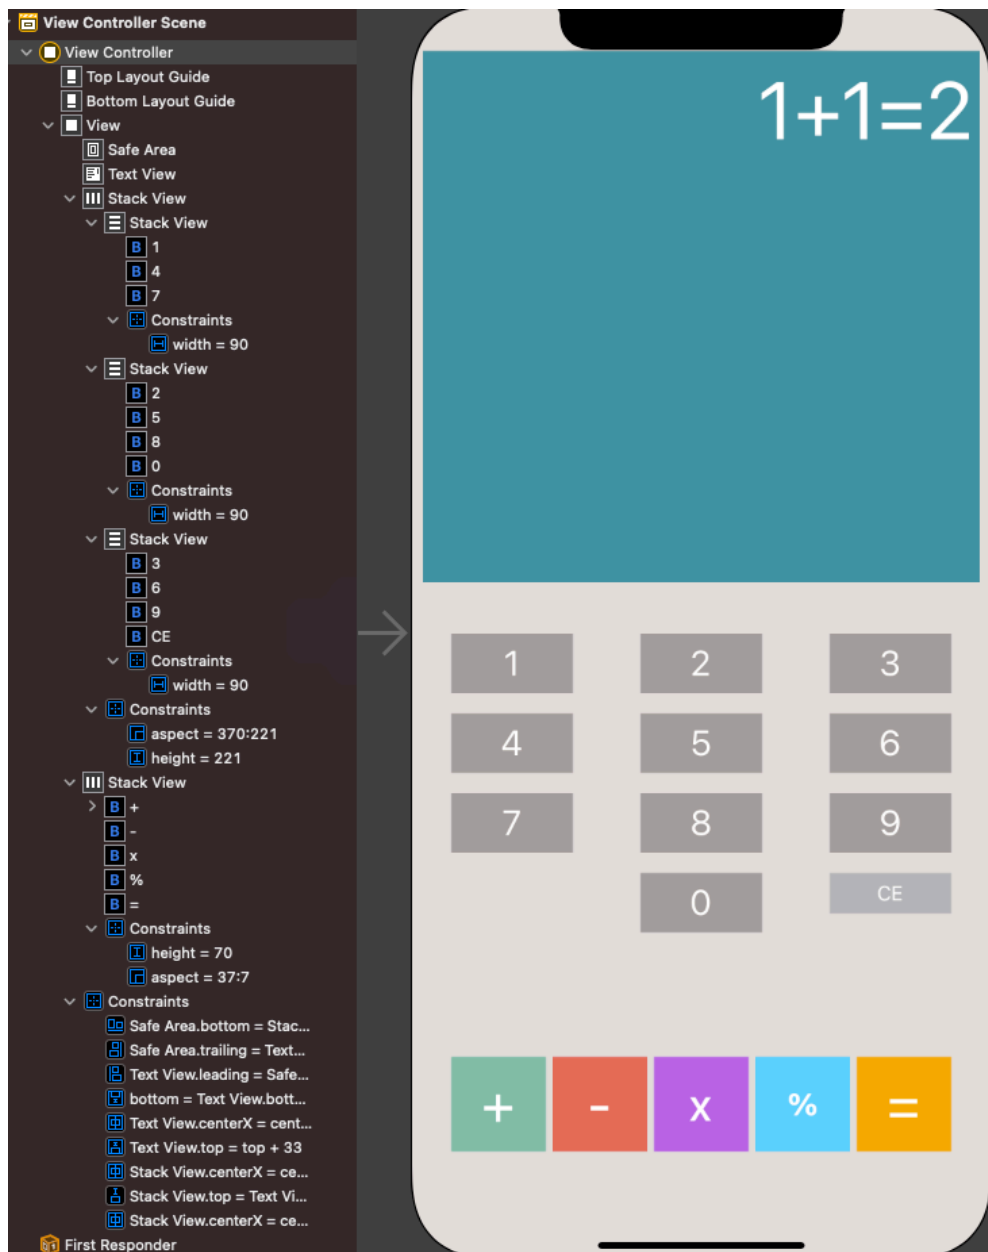 View Controller Scene
View Controller
Top Layout Guide
Bottom Layout Guide
View
Safe Area
Text View
Stack View
Stack View
B 1
B 4
B 7
Constraints
width = 90
Stack View
B 2
B 5
B 8
B 0
Constraints
width = 90
Stack View
B 3
B 6
B 9
B CE
Constraints
width = 90
Constraints
aspect = 370:221
height = 221
Stack View
B +
B -
B x
B %
B =
Constraints
height = 70
aspect = 37:7
Constraints
Safe Area.bottom = Stac...
Safe Area.trailing = Text...
Text View.leading = Safe...
bottom = Text View.bott...
Text View.centerX = cent...
Text View.top = top + 33
Stack View.centerX = ce...
Stack View.top = Text Vi...
Stack View.centerX = ce...
First Responder
1+1=2
1 2 3
4 5 6
7 8 9
0 CE
+ - x % =